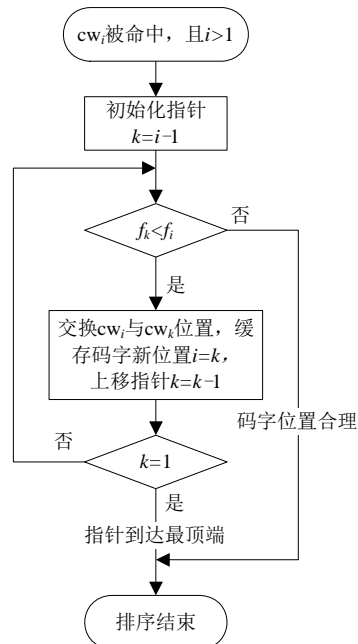 cwi被命中，且i>1
初始化指针
k=i-1
fk<fi
否
是
交换cwi与cwk位置，缓
存码字新位置i=k，
上移指针k=k-1
码字位置合理
否
k=1
是
指针到达最顶端
排序结束